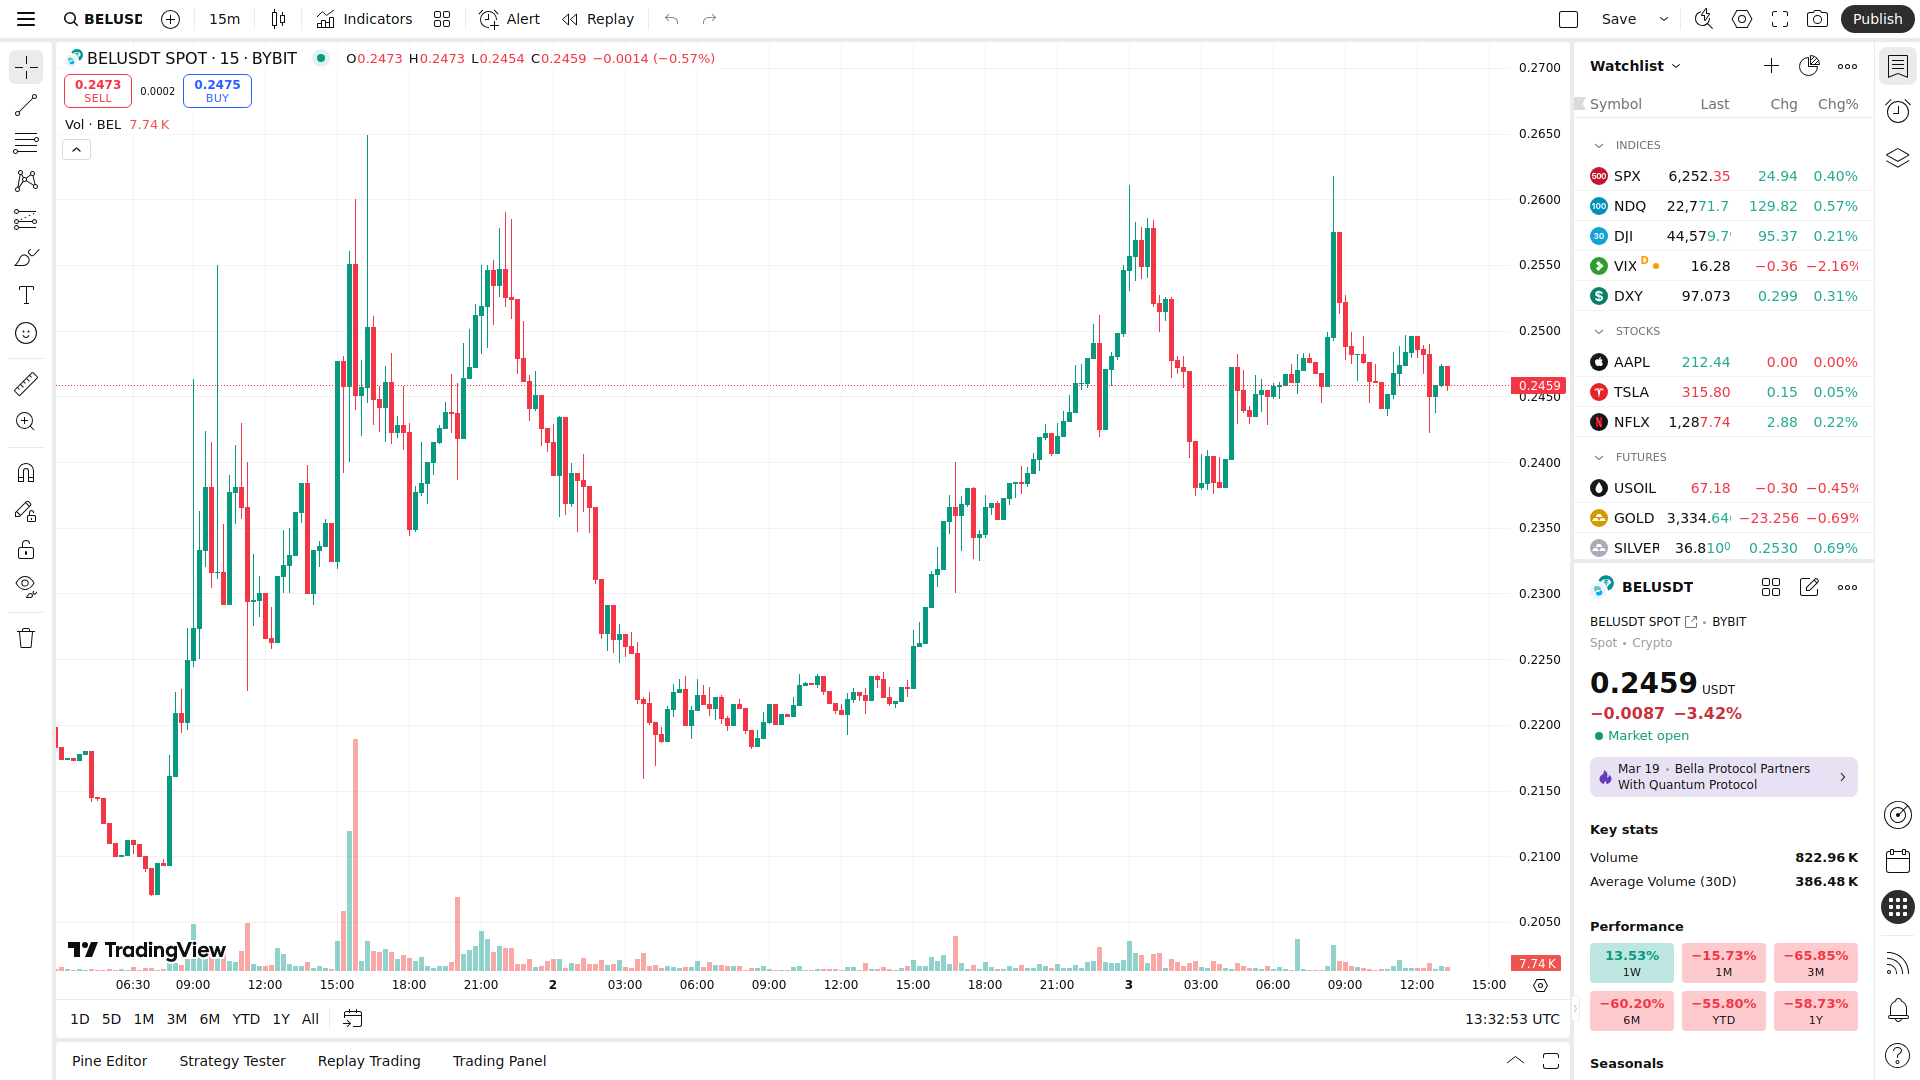 BELUSD
15m
Indicators
Alert
Replay
Save
Publish
BELUSDT SPOT · 15 · BYBIT
O0.2473 H0.2473 L0.2454 C0.2459 −0.0014 (−0.57%)
0.2473
SELL
0.0002
0.2475
BUY
Vol · BEL 7.74 K
0.2700
0.2650
0.2600
0.2550
0.2500
0.2459
0.2450
0.2400
0.2350
0.2300
0.2250
0.2200
0.2150
0.2100
0.2050
7.74 K
TradingView
06:30 09:00 12:00 15:00 18:00 21:00 2 03:00 06:00 09:00 12:00 15:00 18:00 21:00 3 03:00 06:00 09:00 12:00 15:00
1D 5D 1M 3M 6M YTD 1Y All
13:32:53 UTC
Pine Editor
Strategy Tester
Replay Trading
Trading Panel
Watchlist
Symbol Last Chg Chg%
INDICES
500 SPX 6,252.35 24.94 0.40%
100 NDQ 22,771.7 129.82 0.57%
30 DJI 44,579.7 95.37 0.21%
VIX D 16.28 −0.36 −2.16%
DXY 97.073 0.299 0.31%
STOCKS
AAPL 212.44 0.00 0.00%
TSLA 315.80 0.15 0.05%
NFLX 1,287.74 2.88 0.22%
FUTURES
USOIL 67.18 −0.30 −0.45%
GOLD 3,334.64 −23.256 −0.69%
SILVER 36.8100 0.2530 0.69%
BELUSDT
BELUSDT SPOT • BYBIT
Spot • Crypto
0.2459 USDT
−0.0087 −3.42%
Market open
Mar 19 • Bella Protocol Partners
With Quantum Protocol
Key stats
Volume 822.96 K
Average Volume (30D) 386.48 K
Performance
13.53% −15.73% −65.85%
1W 1M 3M
−60.20% −55.80% −58.73%
6M YTD 1Y
Seasonals